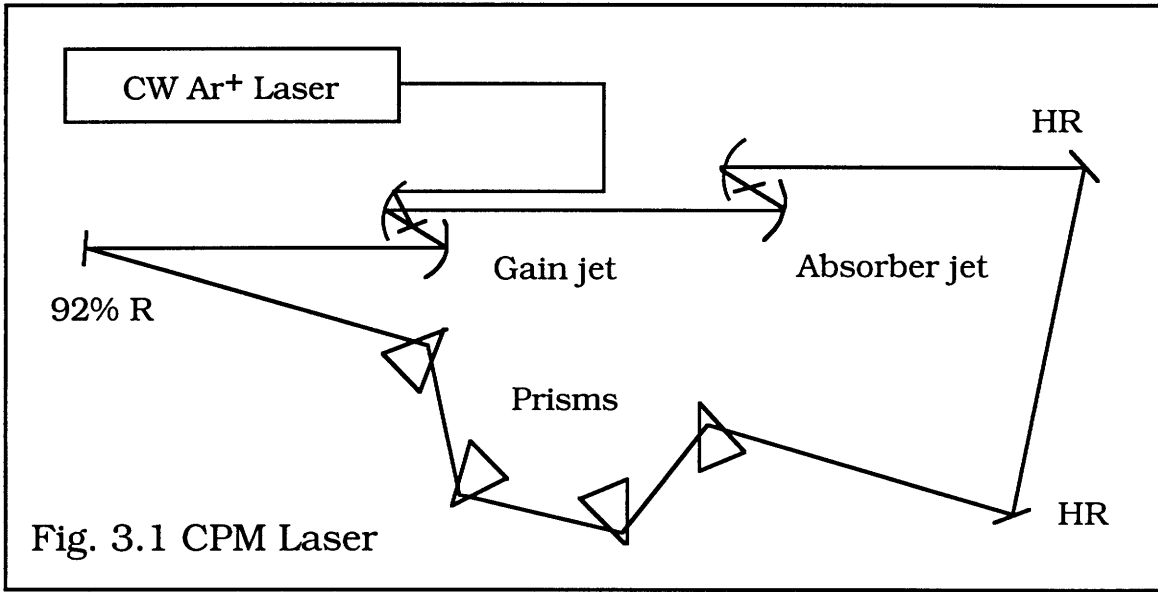 CW Ar+ Laser
HR
Gain jet
Absorber jet
92% R
Prisms
HR
Fig. 3.1 CPM Laser